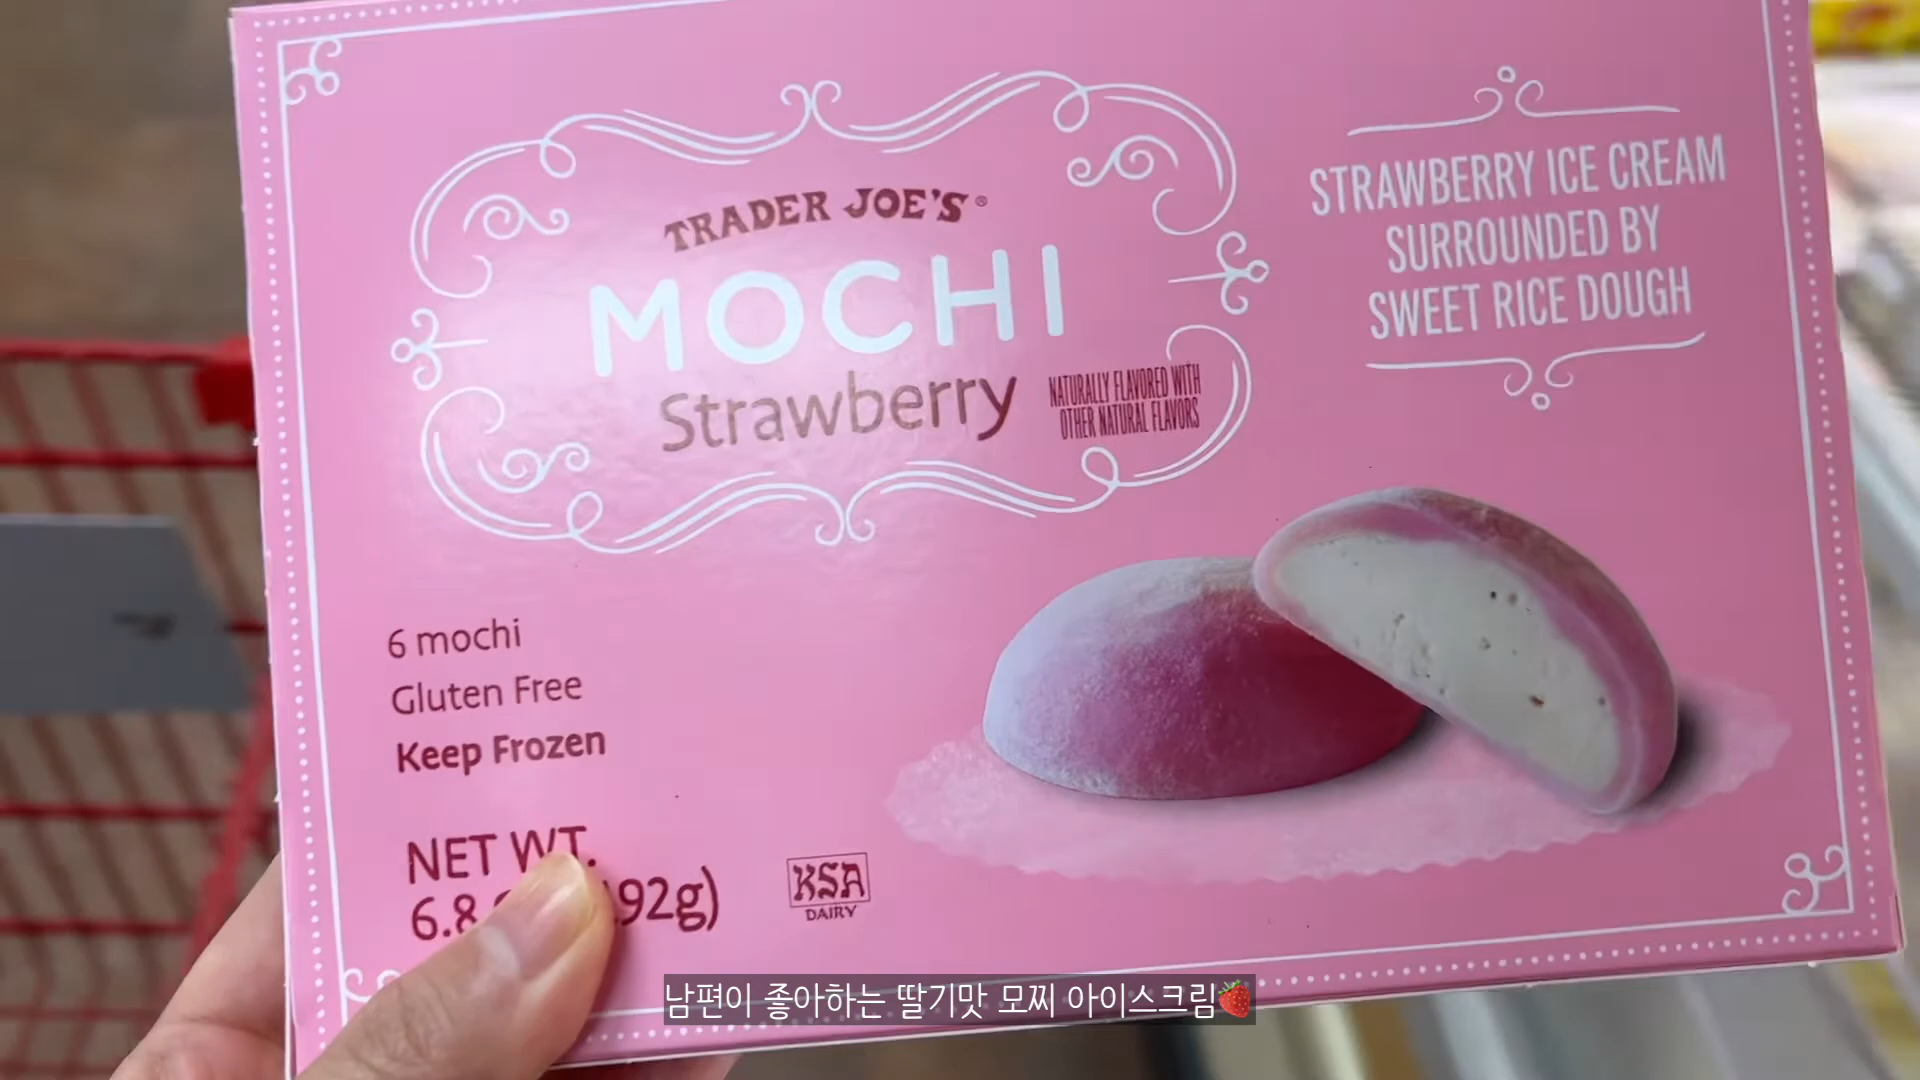 TRADER JOE'S®
MOCHI
Strawberry
NATURALLY FLAVORED WITH
OTHER NATURAL FLAVORS
STRAWBERRY ICE CREAM
SURROUNDED BY
SWEET RICE DOUGH
6 mochi
Gluten Free
Keep Frozen
NET WT.
6.8 92g)
KSA
DAIRY
남편이 좋아하는 딸기맛 모찌 아이스크림🍓